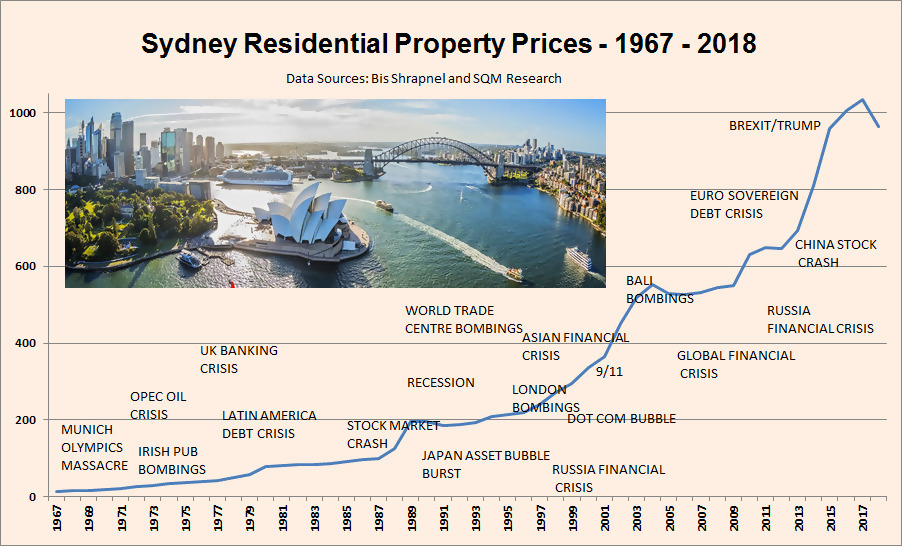 Sydney Residential Property Prices - 1967 - 2018
Data Sources: Bis Shrapnel and SQM Research
1000
800
600
400
200
0
BREXIT/TRUMP
EURO SOVEREIGN
DEBT CRISIS
CHINA STOCK
CRASH
BALI
BOMBINGS
WORLD TRADE
CENTRE BOMBINGS
RUSSIA
FINANCIAL CRISIS
ASIAN FINANCIAL
CRISIS
UK BANKING
CRISIS
GLOBAL FINANCIAL
CRISIS
9/11
RECESSION
LONDON
BOMBINGS
OPEC OIL
CRISIS
LATIN AMERICA
DEBT CRISIS
DOT COM BUBBLE
STOCK MARKET
CRASH
MUNICH
OLYMPICS
MASSACRE
IRISH PUB
BOMBINGS
JAPAN ASSET BUBBLE
BURST
RUSSIA FINANCIAL
CRISIS
1967
1969
1971
1973
1975
1977
1979
1981
1983
1985
1987
1989
1991
1993
1995
1997
1999
2001
2003
2005
2007
2009
2011
2013
2015
2017